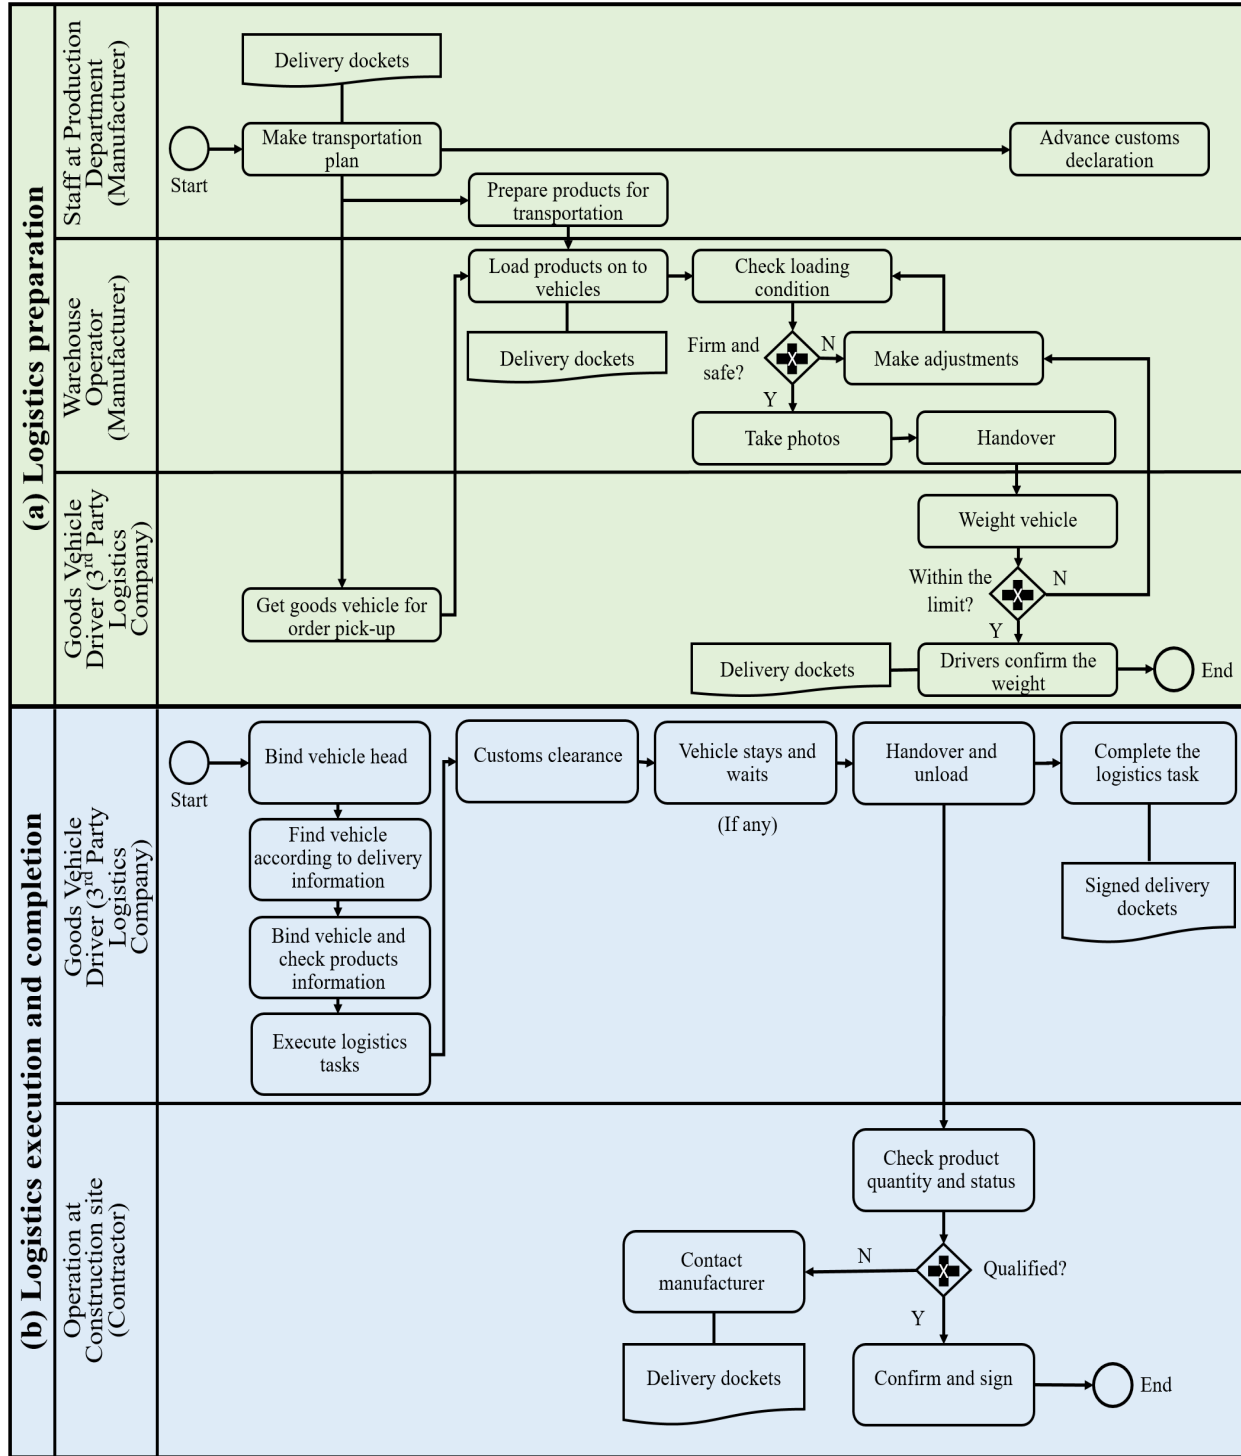 (a) Logistics preparation
Staff at Production
Department
(Manufacturer)
Delivery dockets
Start
Make transportation
plan
Advance customs
declaration
Prepare products for
transportation
Warehouse
Operator
(Manufacturer)
Load products on to
vehicles
Check loading
condition
Delivery dockets
Firm and
safe?
N
Make adjustments
Y
Take photos
Handover
Goods Vehicle
Driver (3rd Party
Logistics
Company)
Weight vehicle
Get goods vehicle for
order pick-up
Within the
limit?
N
Y
Delivery dockets
Drivers confirm the
weight
End
(b) Logistics execution and completion
Goods Vehicle
Driver (3rd Party
Logistics
Company)
Start
Bind vehicle head
Customs clearance
Vehicle stays and
waits
(If any)
Handover and
unload
Complete the
logistics task
Find vehicle
according to delivery
information
Signed delivery
dockets
Bind vehicle and
check products
information
Execute logistics
tasks
Operation at
Construction site
(Contractor)
Check product
quantity and status
Contact
manufacturer
N
Qualified?
Y
Delivery dockets
Confirm and sign
End